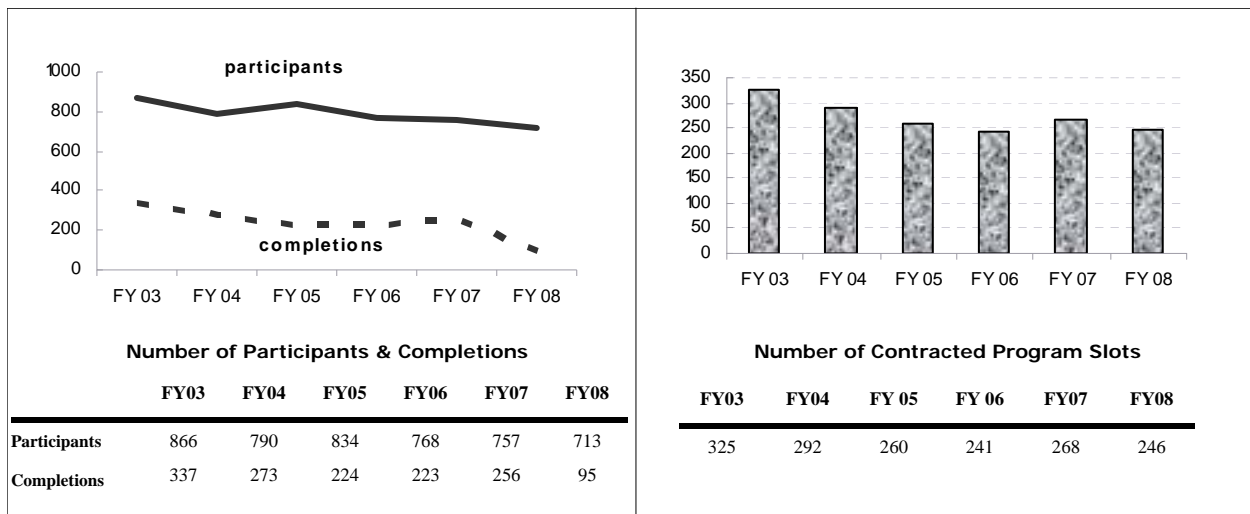 participants
1000
800
600
400
200
0
completions
FY 03 FY 04 FY 05 FY 06 FY 07 FY 08
Number of Participants & Completions
FY03 FY04 FY05 FY06 FY07 FY08
Participants 866 790 834 768 757 713
Completions 337 273 224 223 256 95
350
300
250
200
150
100
50
0
FY 03 FY 04 FY 05 FY 06 FY 07 FY 08
Number of Contracted Program Slots
FY03 FY04 FY 05 FY 06 FY07 FY08
325 292 260 241 268 246